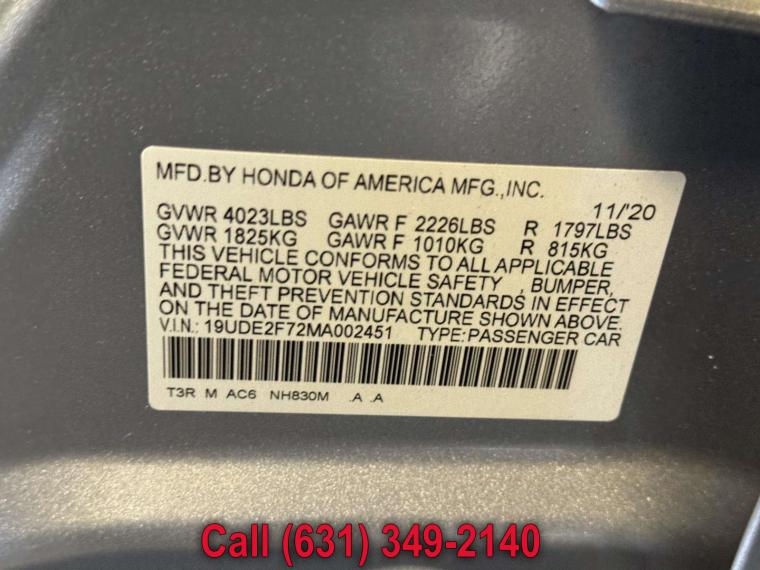 MFD.BY HONDA OF AMERICA MFG.,INC.
11/'20
GVWR 4023LBS GAWR F 2226LBS R 1797LBS
GVWR 1825KG GAWR F 1010KG R 815KG
THIS VEHICLE CONFORMS TO ALL APPLICABLE
FEDERAL MOTOR VEHICLE SAFETY , BUMPER,
AND THEFT PREVENTION STANDARDS IN EFFECT
ON THE DATE OF MANUFACTURE SHOWN ABOVE.
V.I.N.: 19UDE2F72MA002451 TYPE:PASSENGER CAR
T3R M AC6 NH830M .A .A
Call (631) 349-2140